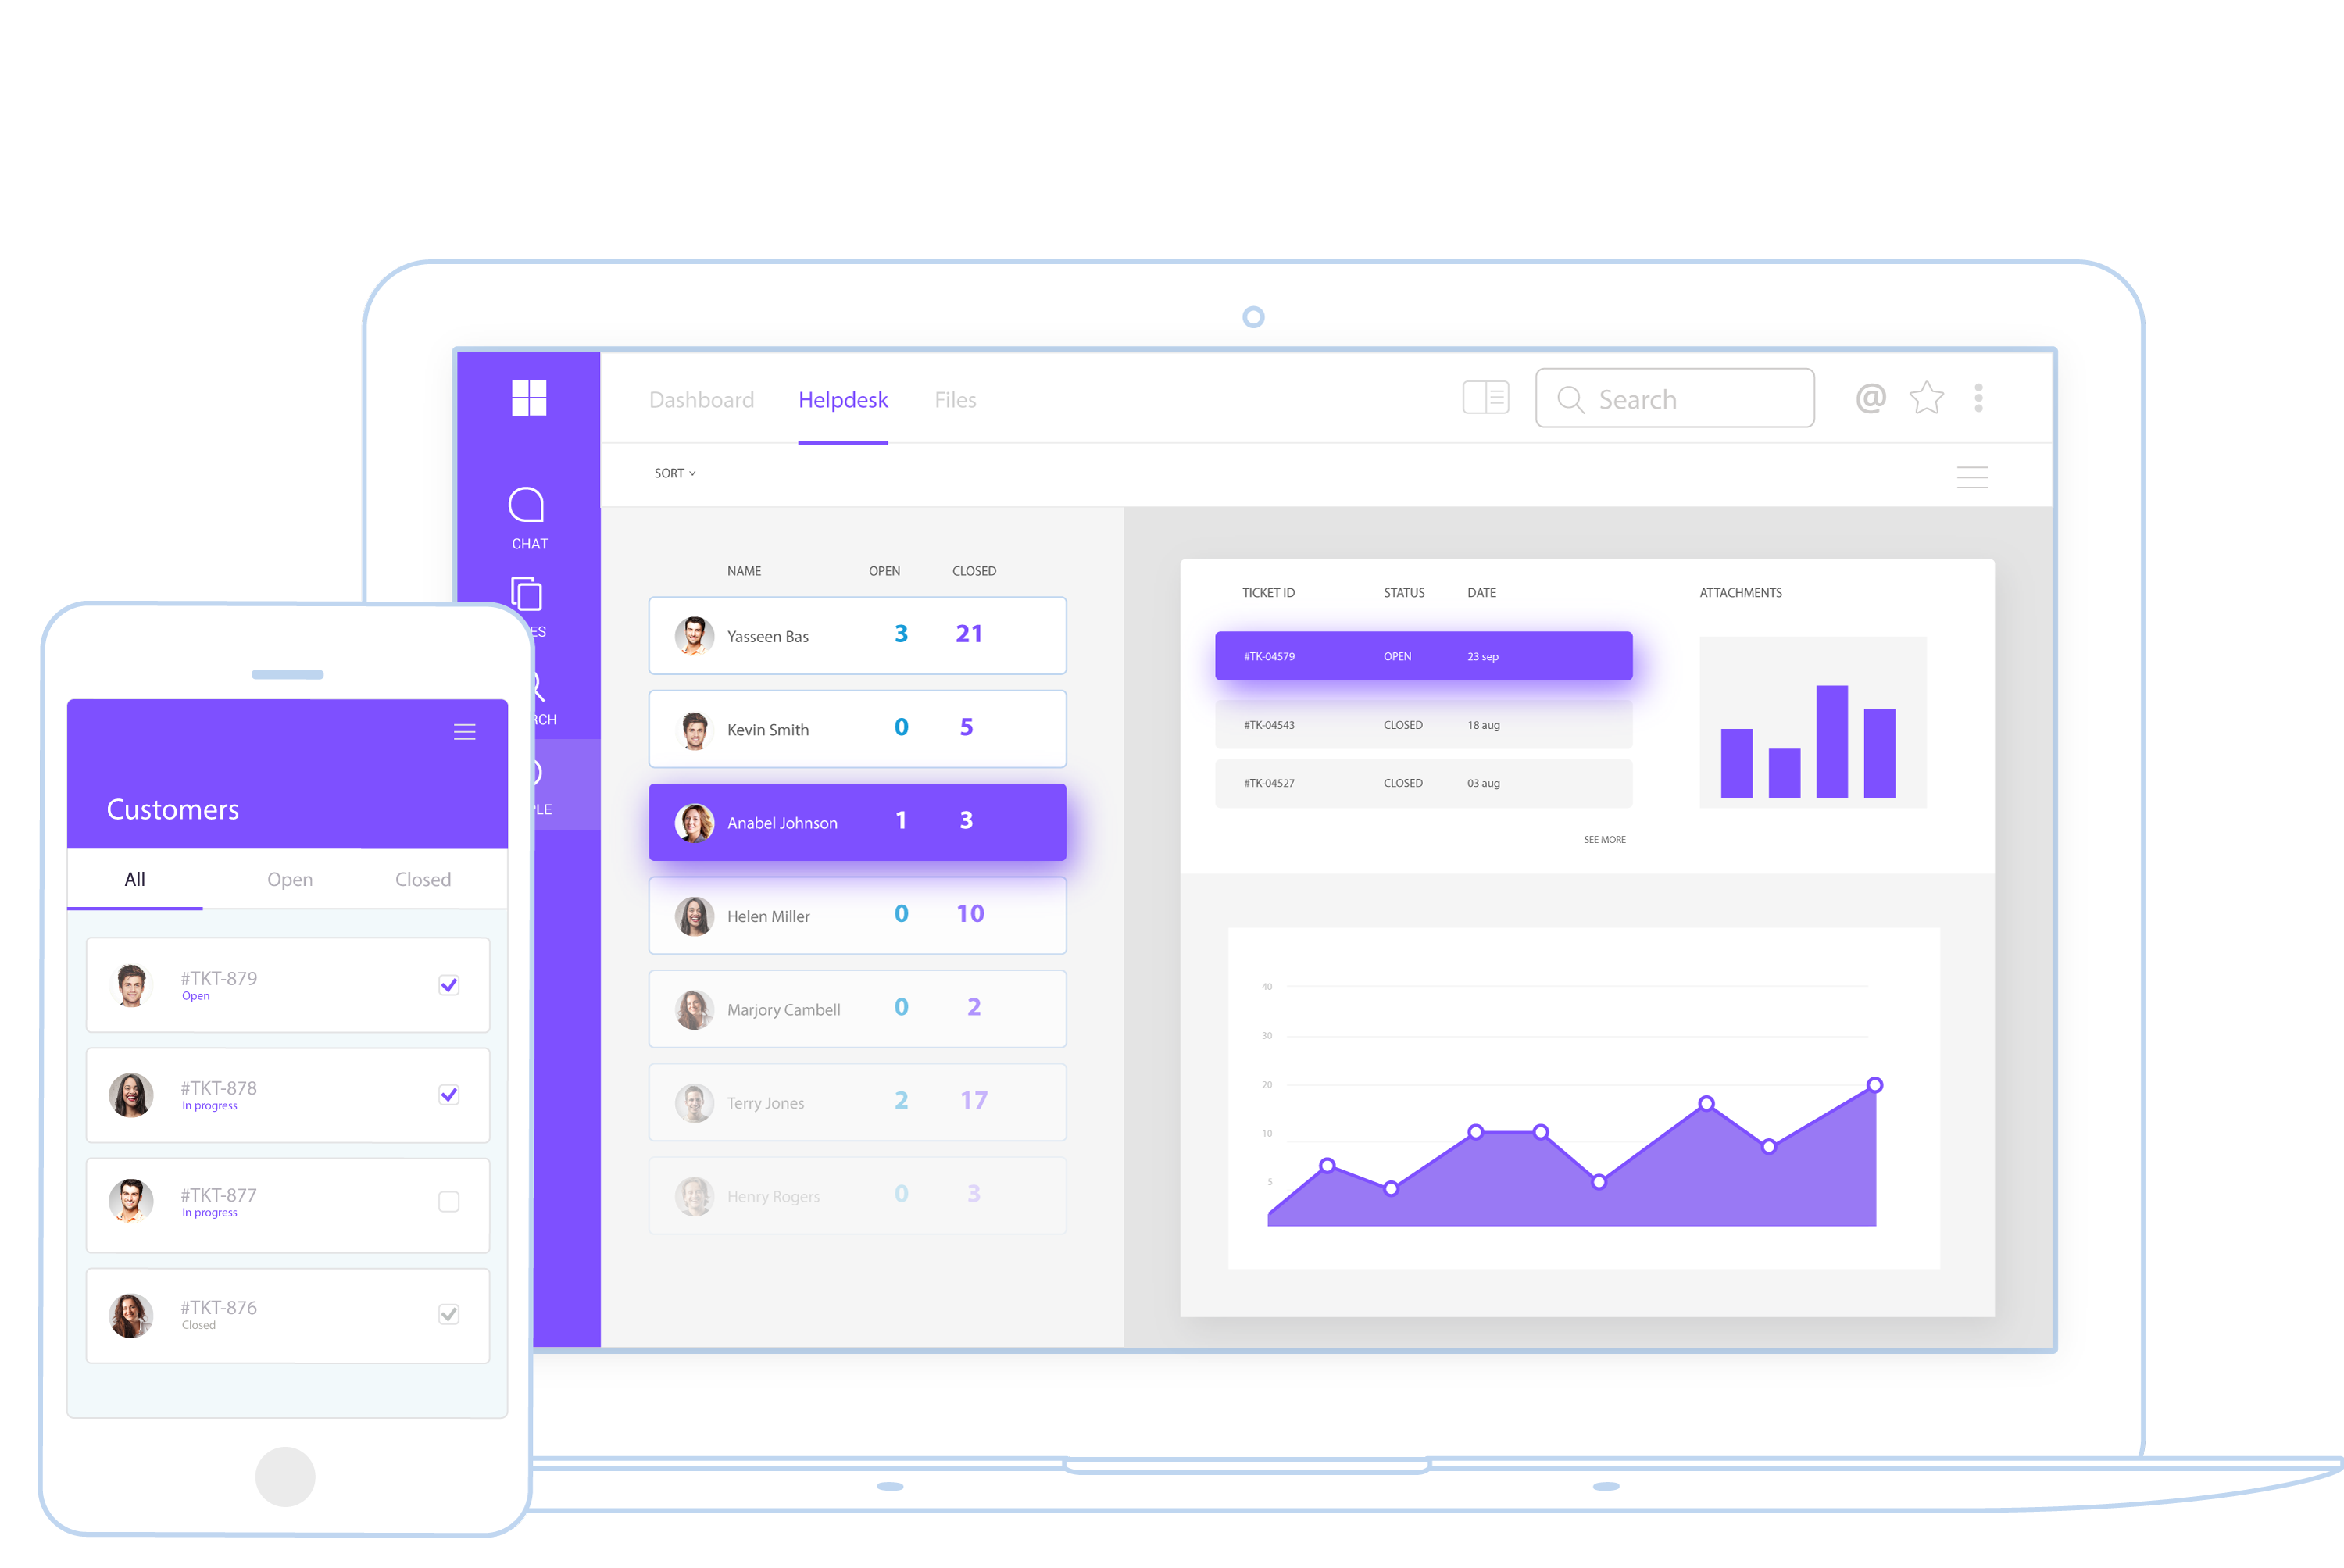 Dashboard Helpdesk Files Search @
SORT
CHAT
NAME OPEN CLOSED
Yasseen Bas 3 21
Kevin Smith 0 5
Anabel Johnson 1 3
Helen Miller 0 10
Marjory Cambell 0 2
Terry Jones 2 17
Henry Rogers 0 3
TICKET ID STATUS DATE ATTACHMENTS
#TK-04579 OPEN 23 sep
#TK-04543 CLOSED 18 aug
#TK-04527 CLOSED 03 aug
SEE MORE
40
30
20
10
5
Customers
All Open Closed
#TKT-879
Open
#TKT-878
In progress
#TKT-877
In progress
#TKT-876
Closed